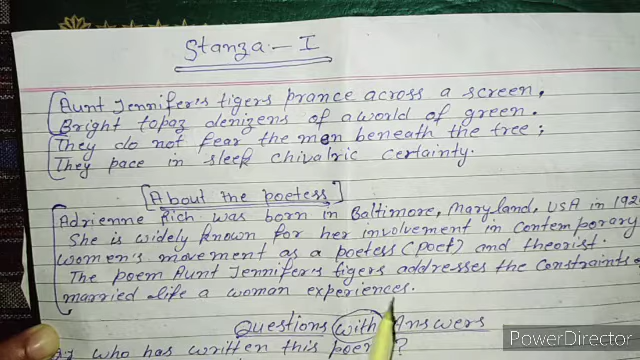 Stanza - I
Aunt Jennifer's tigers prance across a screen,
Bright topaz denizens of a world of green.
They do not fear the men beneath the tree;
They pace in sleek chivalric certainty.
[About the poetess]
Adrienne Rich was born in Baltimore, Maryland, USA in 192
She is widely known for her involvement in Contemporary
women's movement as a poetess (poet) and theorist.
The poem Aunt Jennifer's tigers addresses the constraints
married life a woman experiences.
Questions with Answers
who has written this poem?
PowerDirector